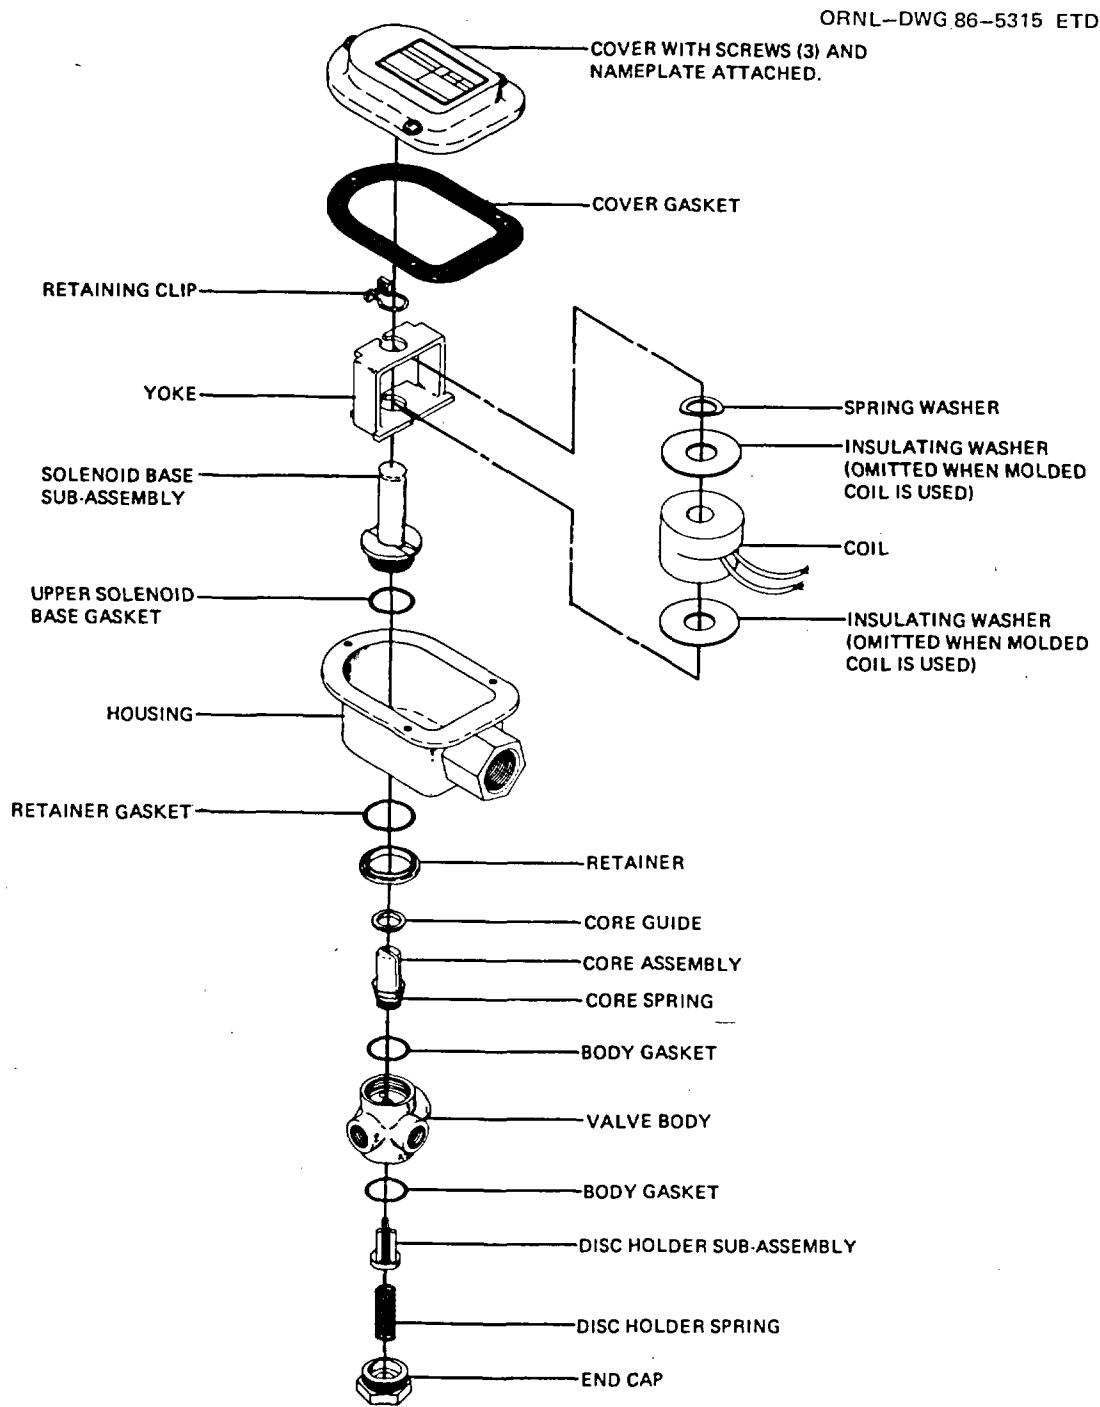 ORNL–DWG 86–5315 ETD
COVER WITH SCREWS (3) AND
NAMEPLATE ATTACHED.
COVER GASKET
RETAINING CLIP
YOKE
SPRING WASHER
INSULATING WASHER
(OMITTED WHEN MOLDED
COIL IS USED)
SOLENOID BASE
SUB-ASSEMBLY
COIL
UPPER SOLENOID
BASE GASKET
INSULATING WASHER
(OMITTED WHEN MOLDED
COIL IS USED)
HOUSING
RETAINER GASKET
RETAINER
CORE GUIDE
CORE ASSEMBLY
CORE SPRING
BODY GASKET
VALVE BODY
BODY GASKET
DISC HOLDER SUB-ASSEMBLY
DISC HOLDER SPRING
END CAP